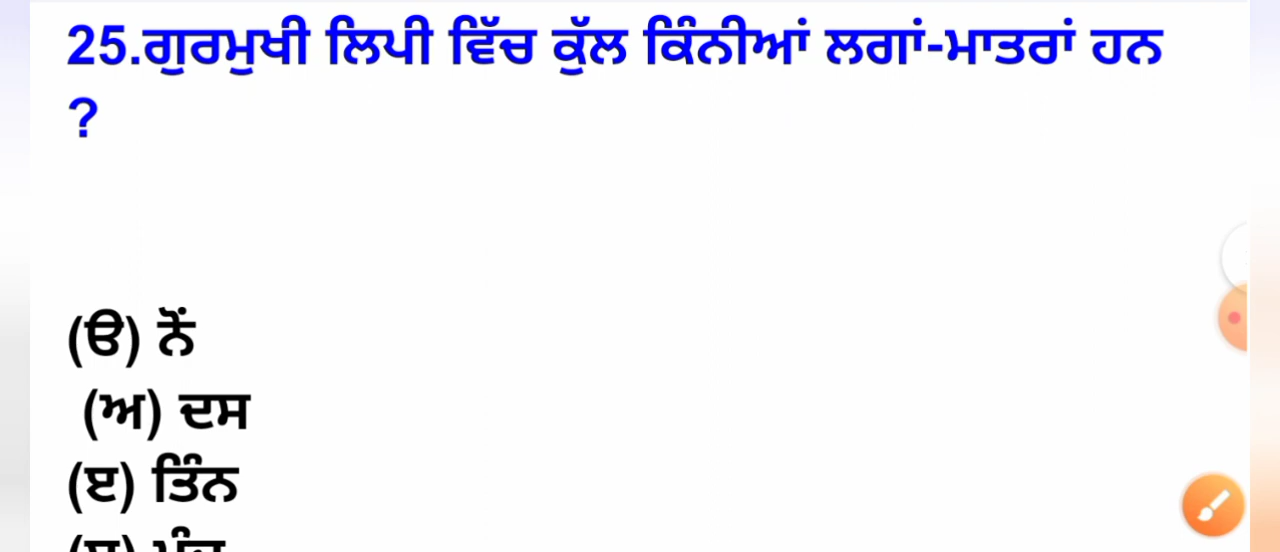 25.ਗੁਰਮੁਖੀ ਲਿਪੀ ਵਿੱਚ ਕੁੱਲ ਕਿੰਨੀਆਂ ਲਗਾਂ-ਮਾਤਰਾਂ ਹਨ
?
(ੳ) ਨੋਂ
(ਅ) ਦਸ
(ੲ) ਤਿੰਨ